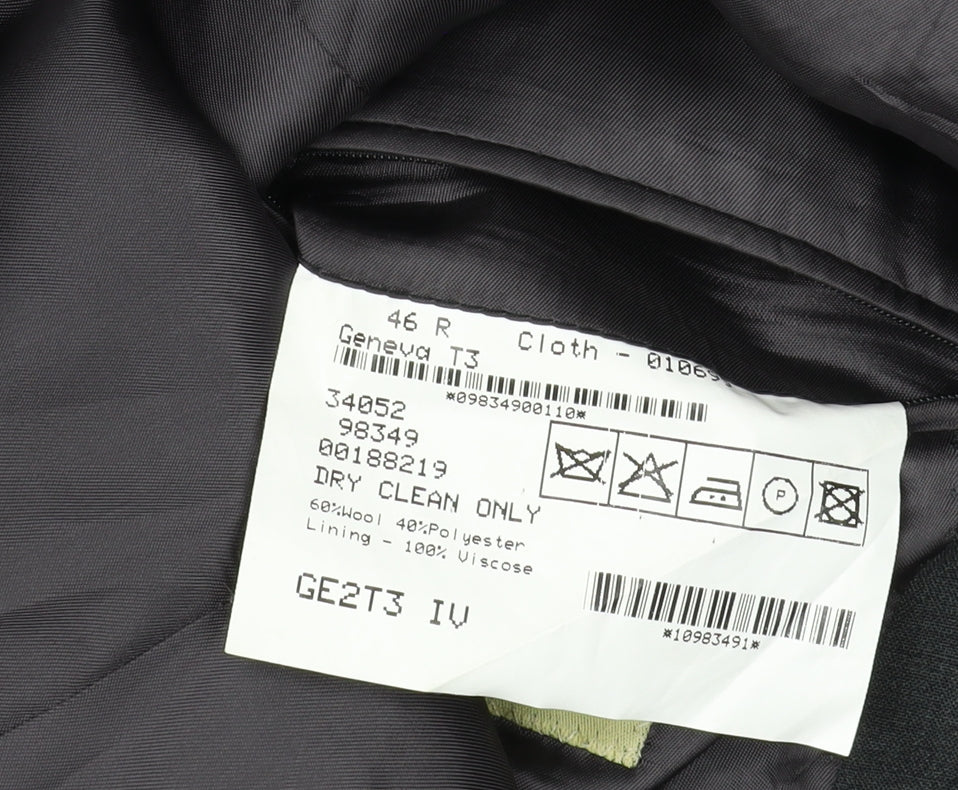 46 R Cloth - 01069
Geneva T3
*09834900110*
34052
98349
00188219
DRY CLEAN ONLY
P
60%Wool 40%Polyester
Lining - 100% Viscose
GE2T3 IV
*10983491*